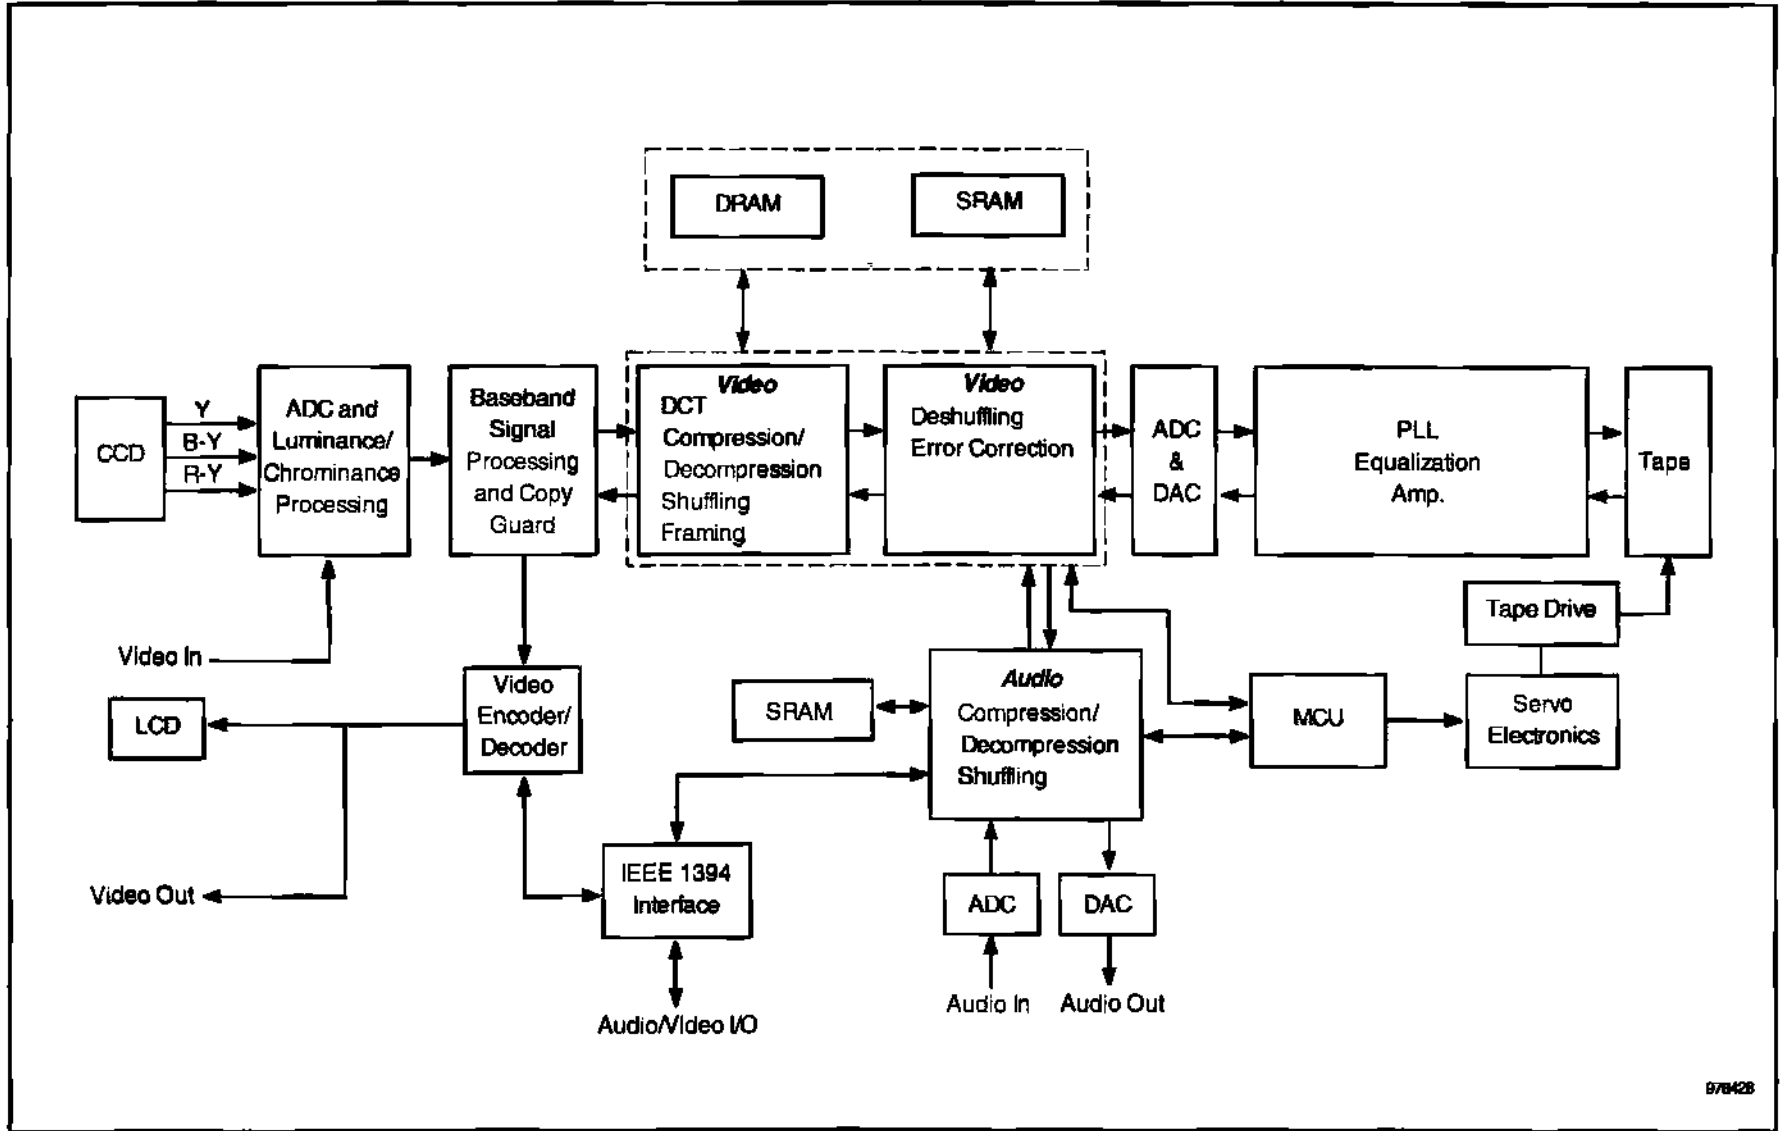 DRAM
SRAM
CCD
Y
B-Y
R-Y
ADC and
Luminance/
Chrominance
Processing
Baseband
Signal
Processing
and Copy
Guard
Video
DCT
Compression/
Decompression
Shuffling
Framing
Video
Deshuffling
Error Correction
ADC
&
DAC
PLL
Equalization
Amp.
Tape
Tape Drive
Video In
LCD
Video
Encoder/
Decoder
SRAM
Audio
Compression/
Decompression
Shuffling
MCU
Servo
Electronics
Video Out
IEEE 1394
Interface
ADC
DAC
Audio/Video I/O
Audio In
Audio Out
978428